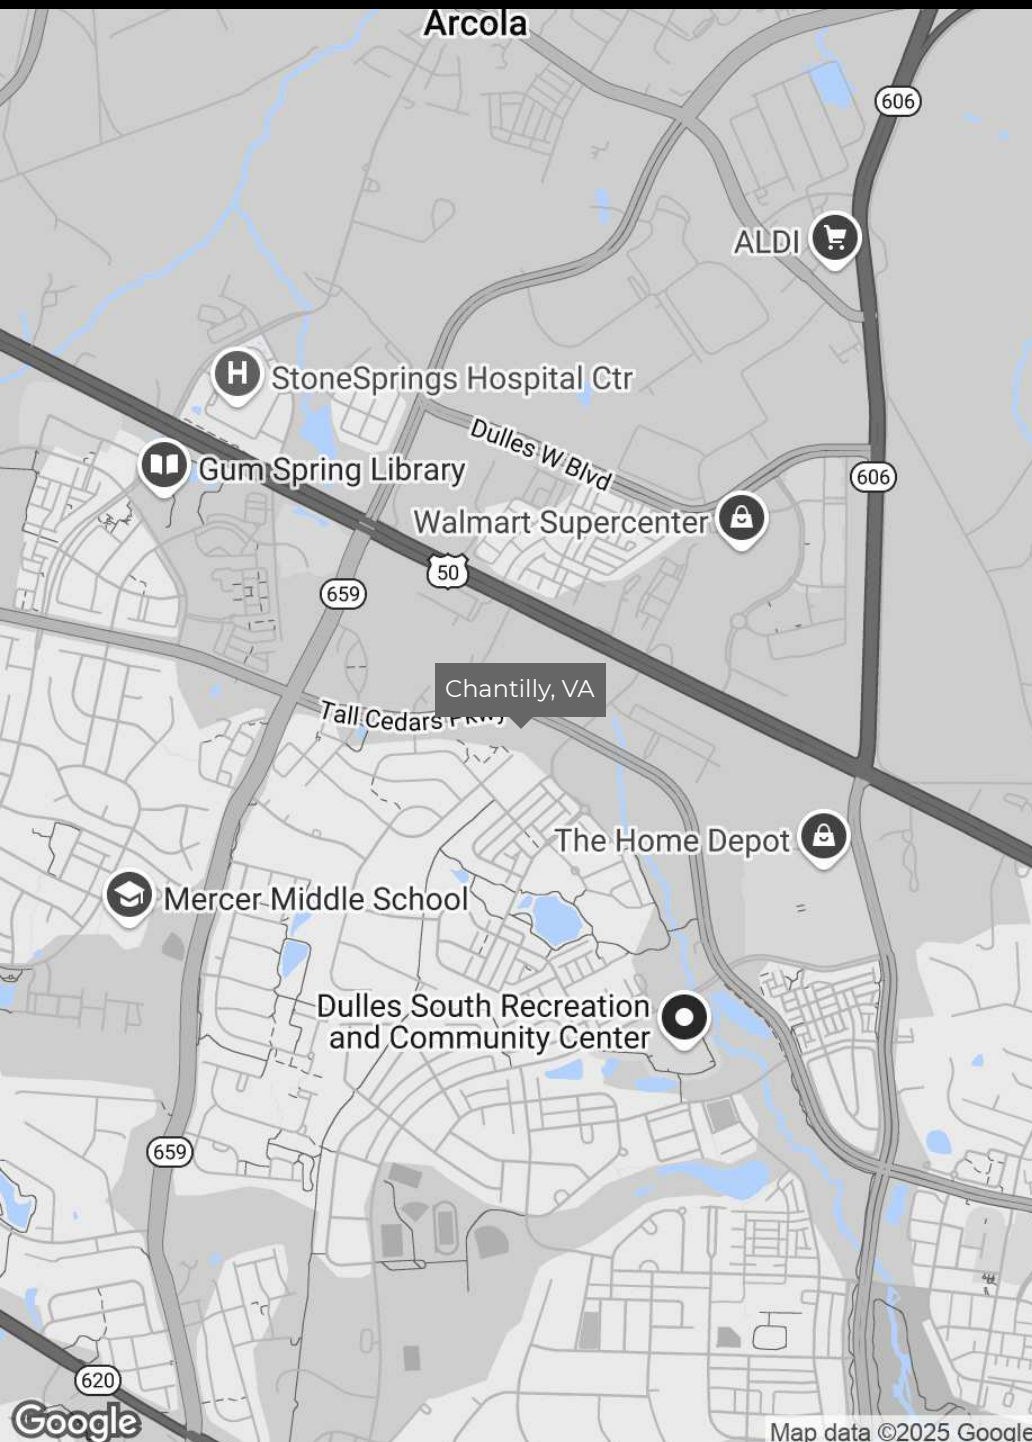 Arcola
606
ALDI
StoneSprings Hospital Ctr
Dulles W Blvd
Gum Spring Library
606
Walmart Supercenter
50
659
Chantilly, VA
Tall Cedars Pkwy
The Home Depot
Mercer Middle School
Dulles South Recreation
and Community Center
659
620
Google
Map data ©2025 Google